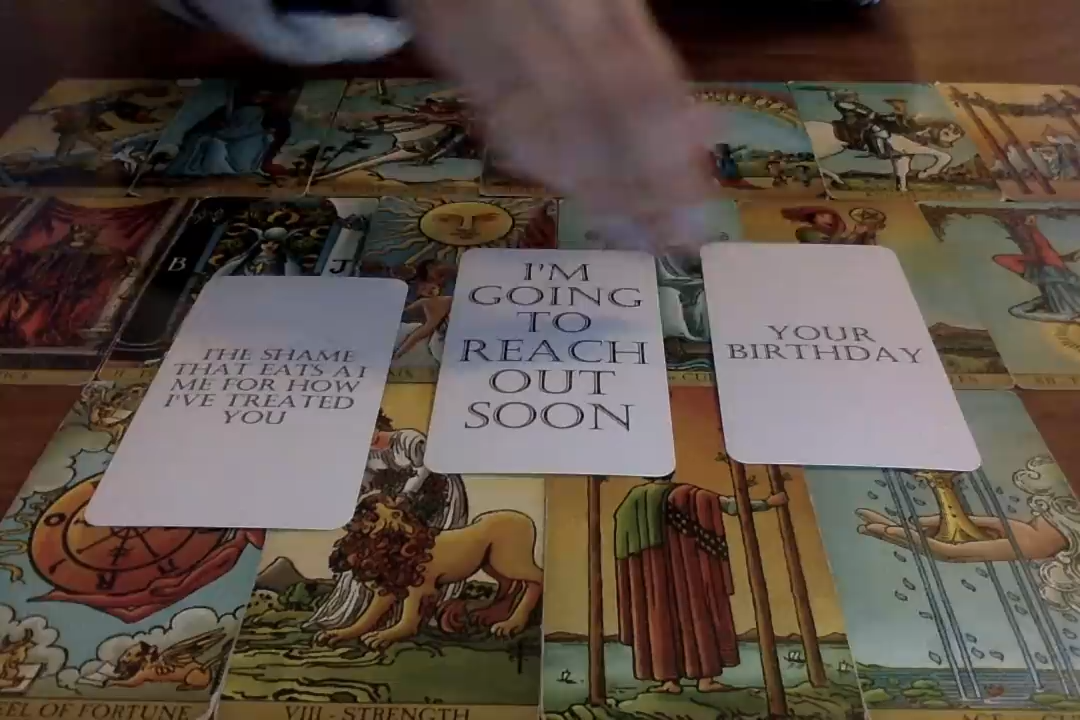 I'M
GOING
TO
REACH
OUT
SOON
YOUR
BIRTHDAY
THE SHAME
THAT EATS AT
ME FOR HOW
I'VE TREATED
YOU
B
J
EEL OF FORTUNE
VIII - STRENGTH